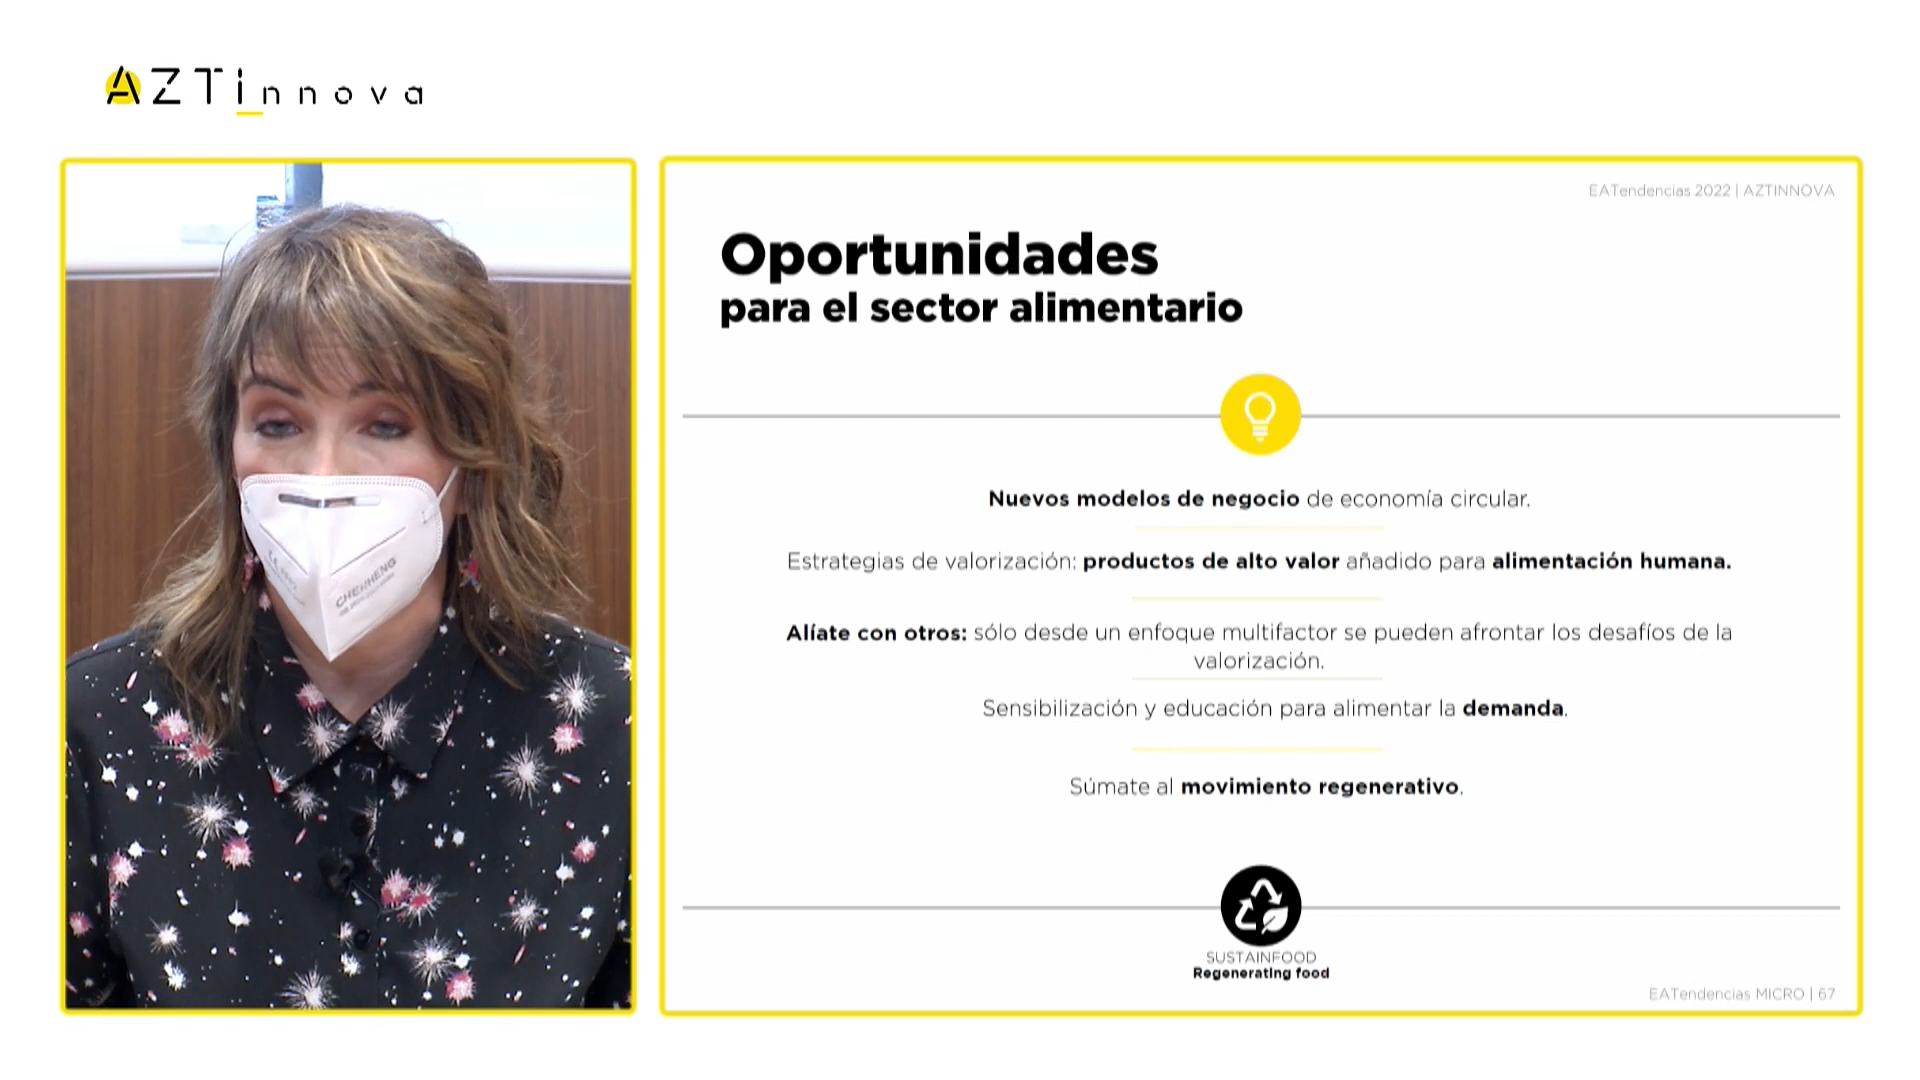 AZTInnova
EATendencias 2022 | AZTINNOVA
Oportunidades
para el sector alimentario
Nuevos modelos de negocio de economía circular.
Estrategias de valorización: productos de alto valor añadido para alimentación humana.
Alíate con otros: sólo desde un enfoque multifactor se pueden afrontar los desafíos de la
valorización.
Sensibilización y educación para alimentar la demanda.
Súmate al movimiento regenerativo.
SUSTAINFOOD
Regenerating food
EATendencias MICRO | 67
CHENHENG